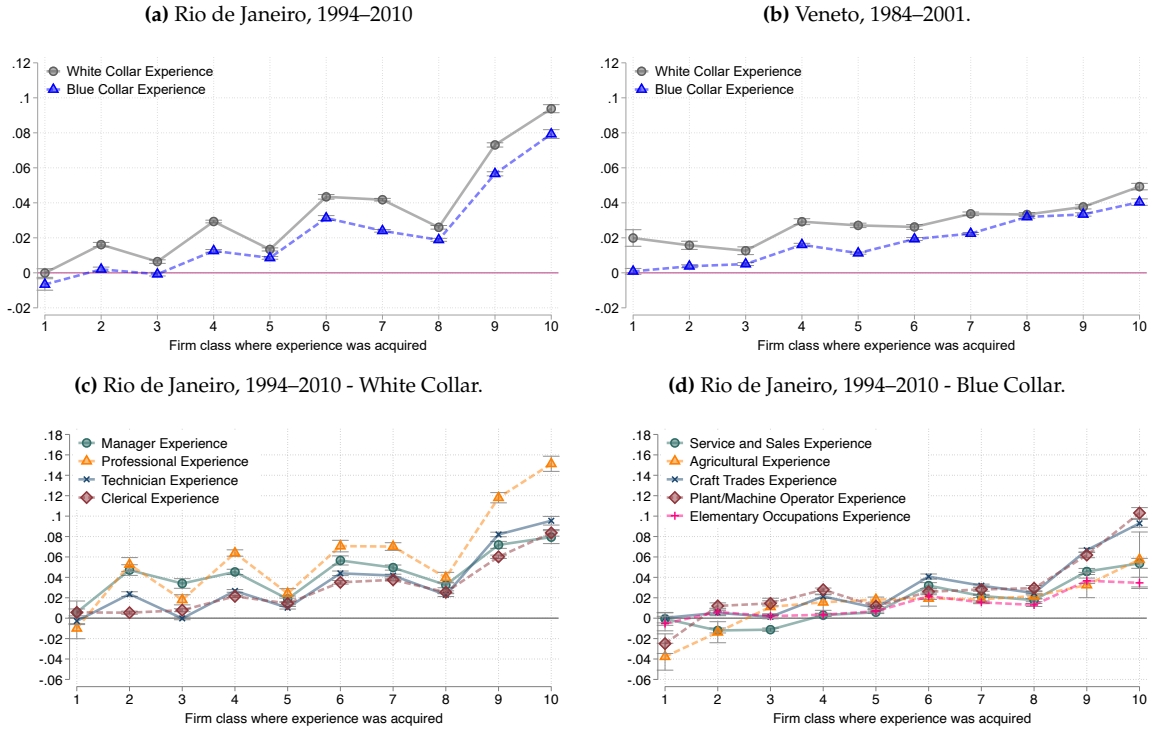 (a) Rio de Janeiro, 1994–2010
.12
.1
.08
.06
.04
.02
0
-.02
White Collar Experience
Blue Collar Experience
1 2 3 4 5 6 7 8 9 10
Firm class where experience was acquired
(b) Veneto, 1984–2001.
.12
.1
.08
.06
.04
.02
0
-.02
White Collar Experience
Blue Collar Experience
1 2 3 4 5 6 7 8 9 10
Firm class where experience was acquired
(c) Rio de Janeiro, 1994–2010 - White Collar.
.18
.16
.14
.12
.1
.08
.06
.04
.02
0
-.02
-.04
-.06
Manager Experience
Professional Experience
Technician Experience
Clerical Experience
1 2 3 4 5 6 7 8 9 10
Firm class where experience was acquired
(d) Rio de Janeiro, 1994–2010 - Blue Collar.
.18
.16
.14
.12
.1
.08
.06
.04
.02
0
-.02
-.04
-.06
Service and Sales Experience
Agricultural Experience
Craft Trades Experience
Plant/Machine Operator Experience
Elementary Occupations Experience
1 2 3 4 5 6 7 8 9 10
Firm class where experience was acquired